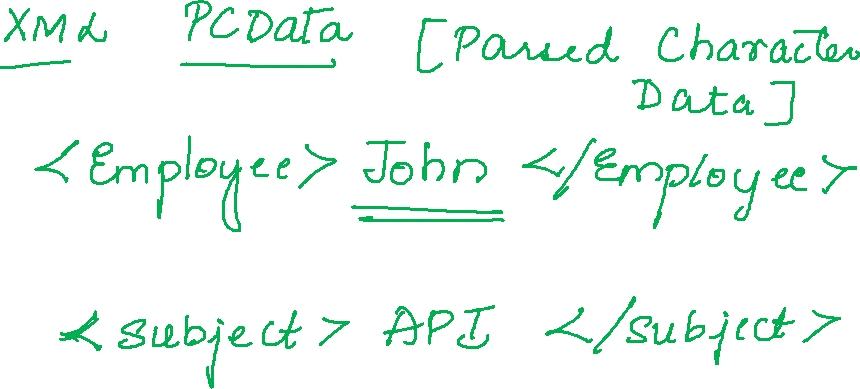 XML PCData [Parsed Character
Data]
<Employee> John </Employee>
<subject> API </subject>